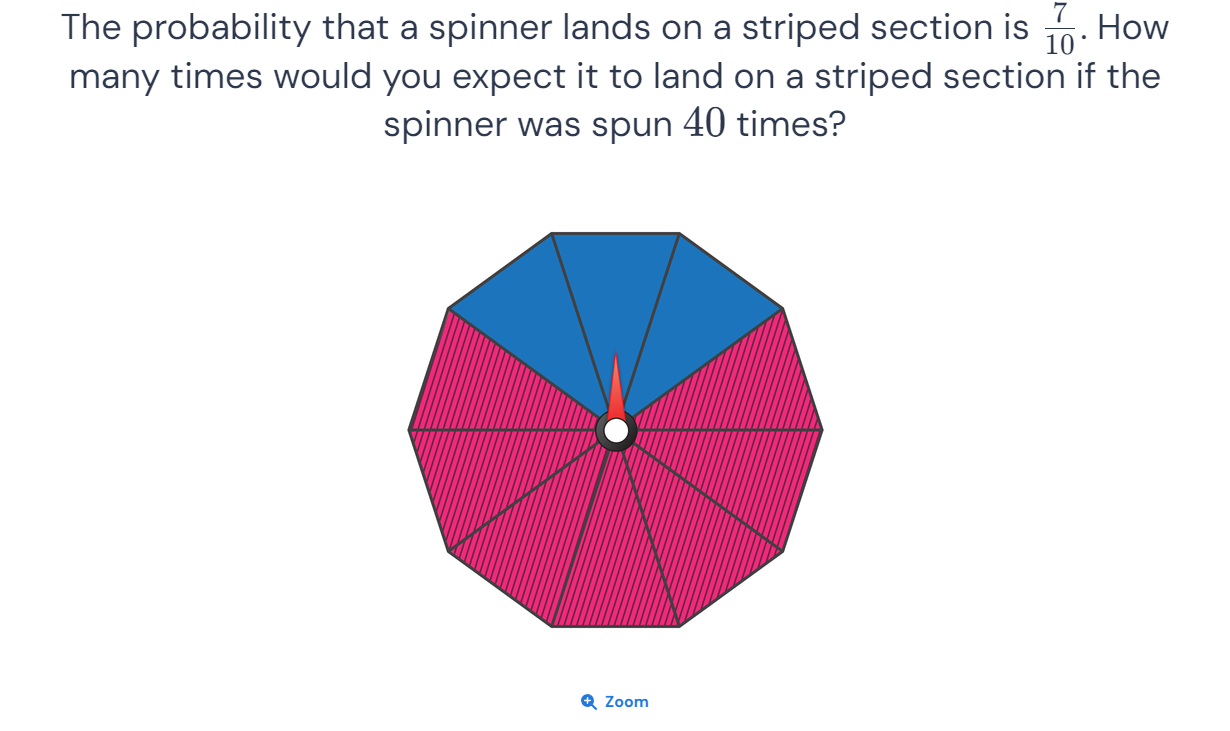 The probability that a spinner lands on a striped section is 7/10. How
many times would you expect it to land on a striped section if the
spinner was spun 40 times?
Zoom